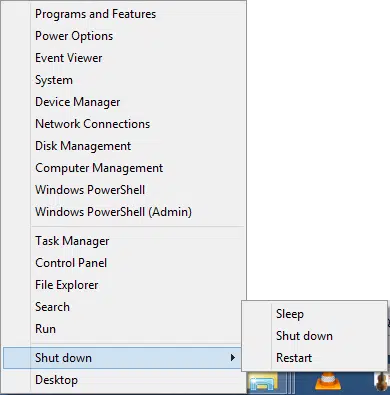 Programs and Features
Power Options
Event Viewer
System
Device Manager
Network Connections
Disk Management
Computer Management
Windows PowerShell
Windows PowerShell (Admin)
Task Manager
Control Panel
File Explorer
Search
Run
Shut down
Desktop
Sleep
Shut down
Restart